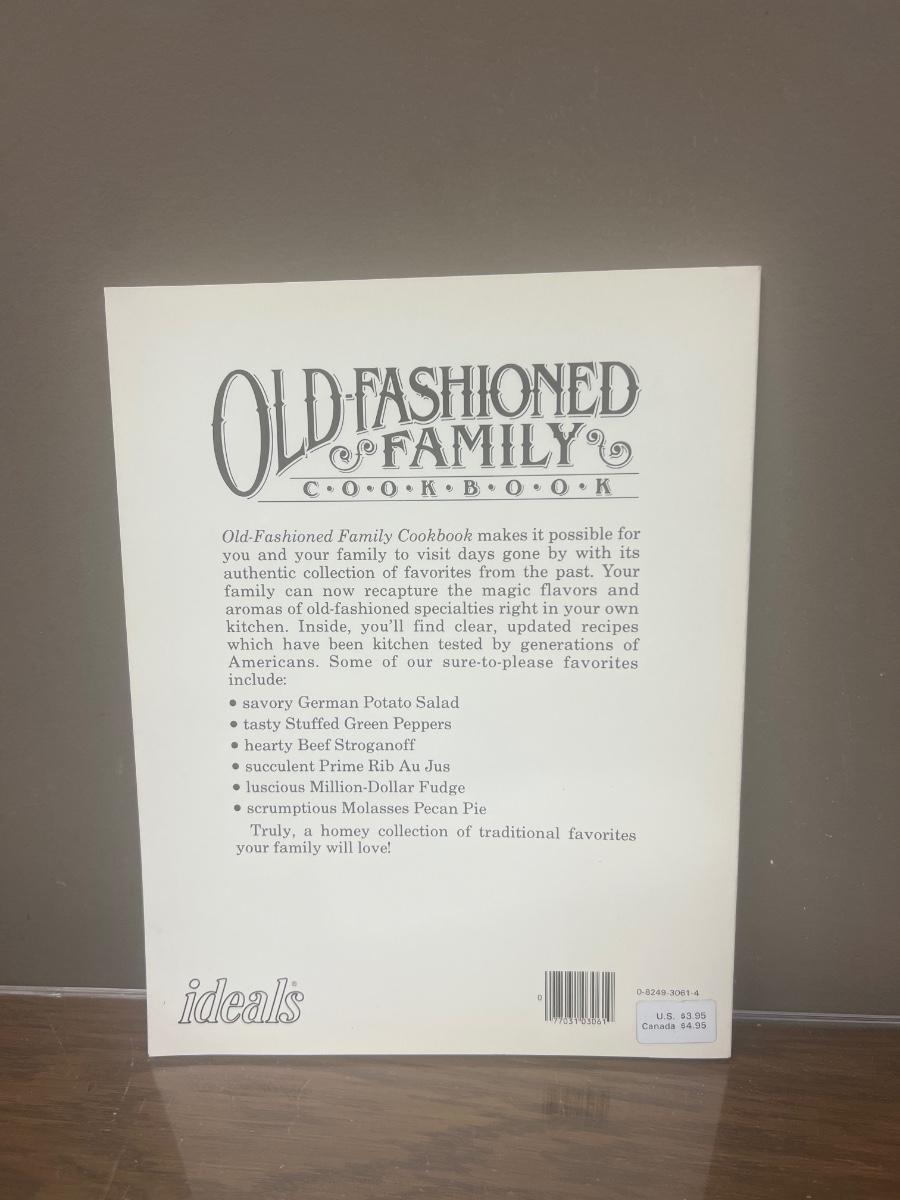 OLD-FASHIONED
FAMILY
C•O•O•K•B•O•O•K
Old-Fashioned Family Cookbook makes it possible for
you and your family to visit days gone by with its
authentic collection of favorites from the past. Your
family can now recapture the magic flavors and
aromas of old-fashioned specialties right in your own
kitchen. Inside, you'll find clear, updated recipes
which have been kitchen tested by generations of
Americans. Some of our sure-to-please favorites
include:
• savory German Potato Salad
• tasty Stuffed Green Peppers
• hearty Beef Stroganoff
• succulent Prime Rib Au Jus
• luscious Million-Dollar Fudge
• scrumptious Molasses Pecan Pie
Truly, a homey collection of traditional favorites
your family will love!
ideals®
0 77031 03061
0-8249-3061-4
U.S. $3.95
Canada $4.95